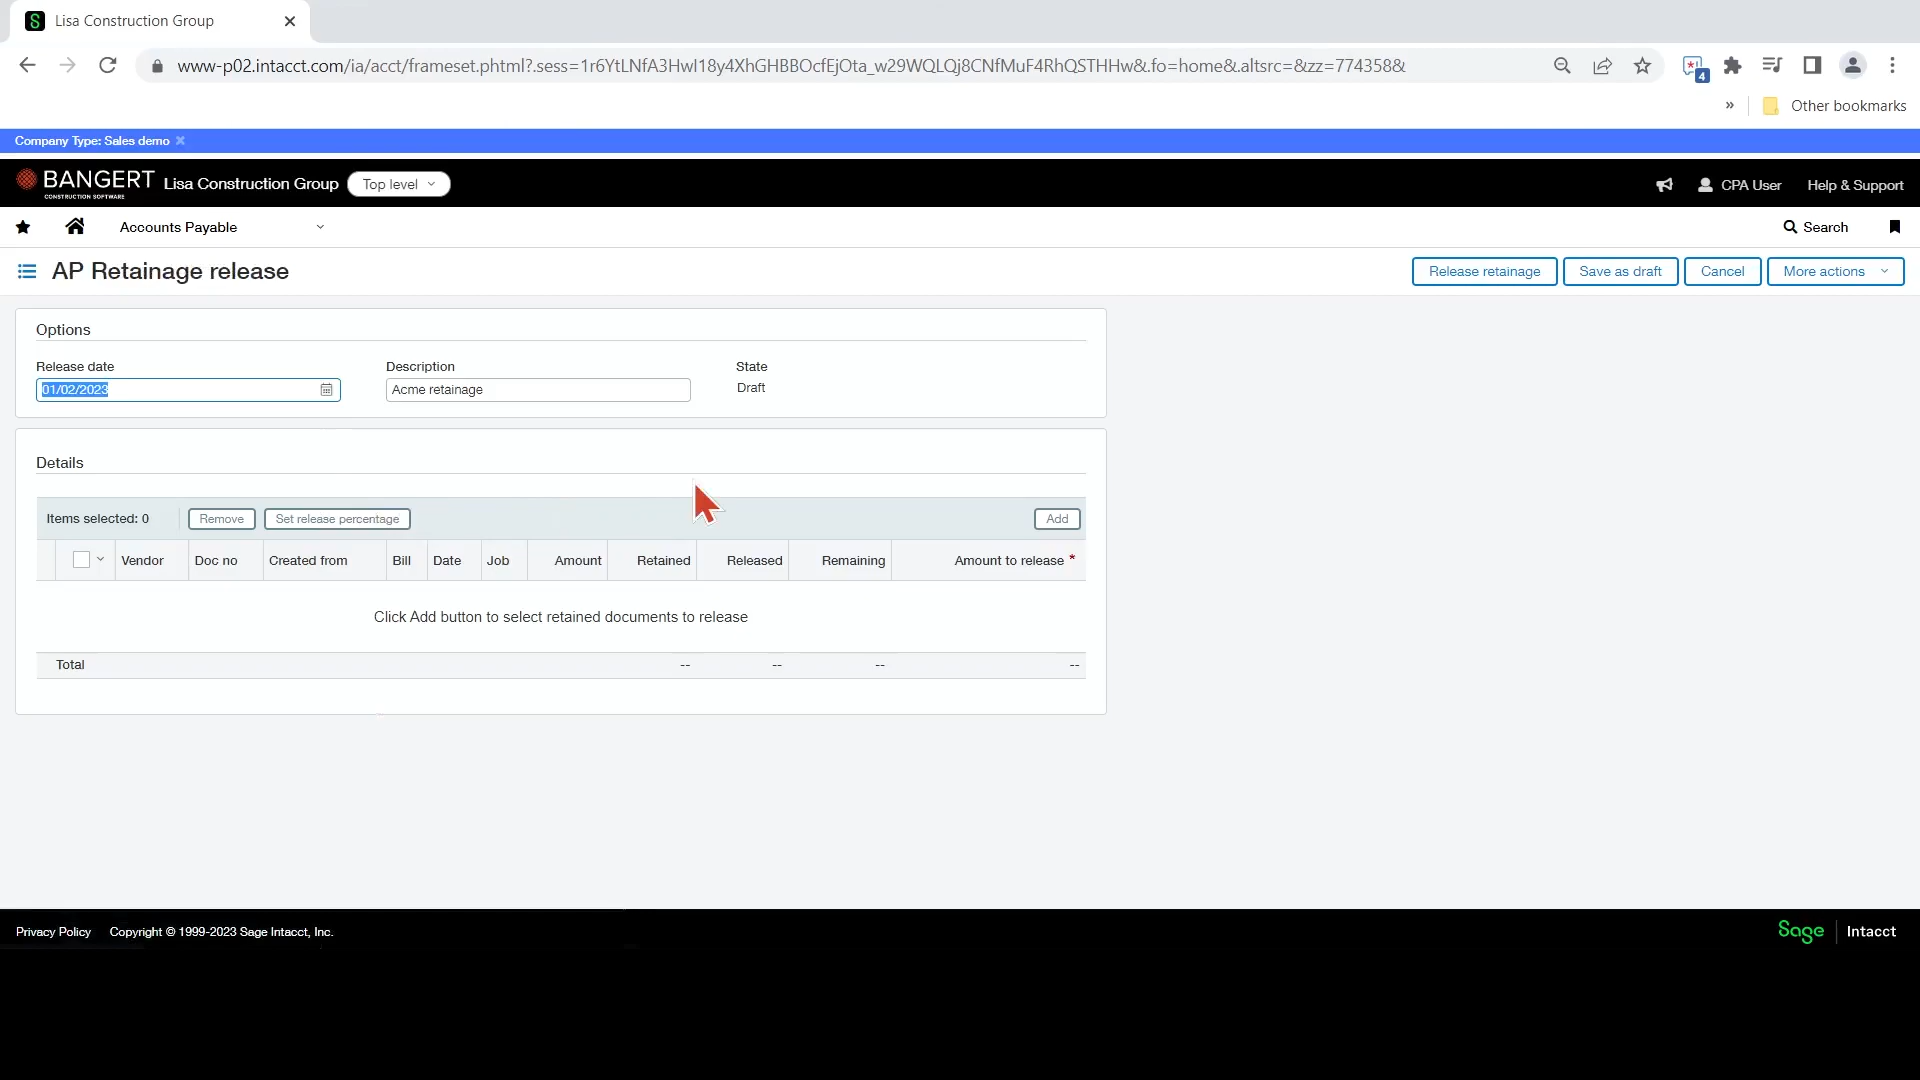 Lisa Construction Group
www-p02.intacct.com/ia/acct/frameset.phtml?.sess=1r6YtLNfA3Hwl18y4XhGHBBOcfEjOta_w29WQLQj8CNfMuF4RhQSTHHw&.fo=home&.altsrc=&zz=774358&
4
» Other bookmarks
Company Type: Sales demo
BANGERT CONSTRUCTION SOFTWARE Lisa Construction Group Top level CPA User Help & Support
Accounts Payable Search
AP Retainage release Release retainage Save as draft Cancel More actions
Options
Release date Description State
01/02/2023 Acme retainage Draft
Details
Items selected: 0 Remove Set release percentage Add
Vendor Doc no Created from Bill Date Job Amount Retained Released Remaining Amount to release *
Click Add button to select retained documents to release
Total -- -- -- --
Privacy Policy Copyright © 1999-2023 Sage Intacct, Inc. Sage Intacct